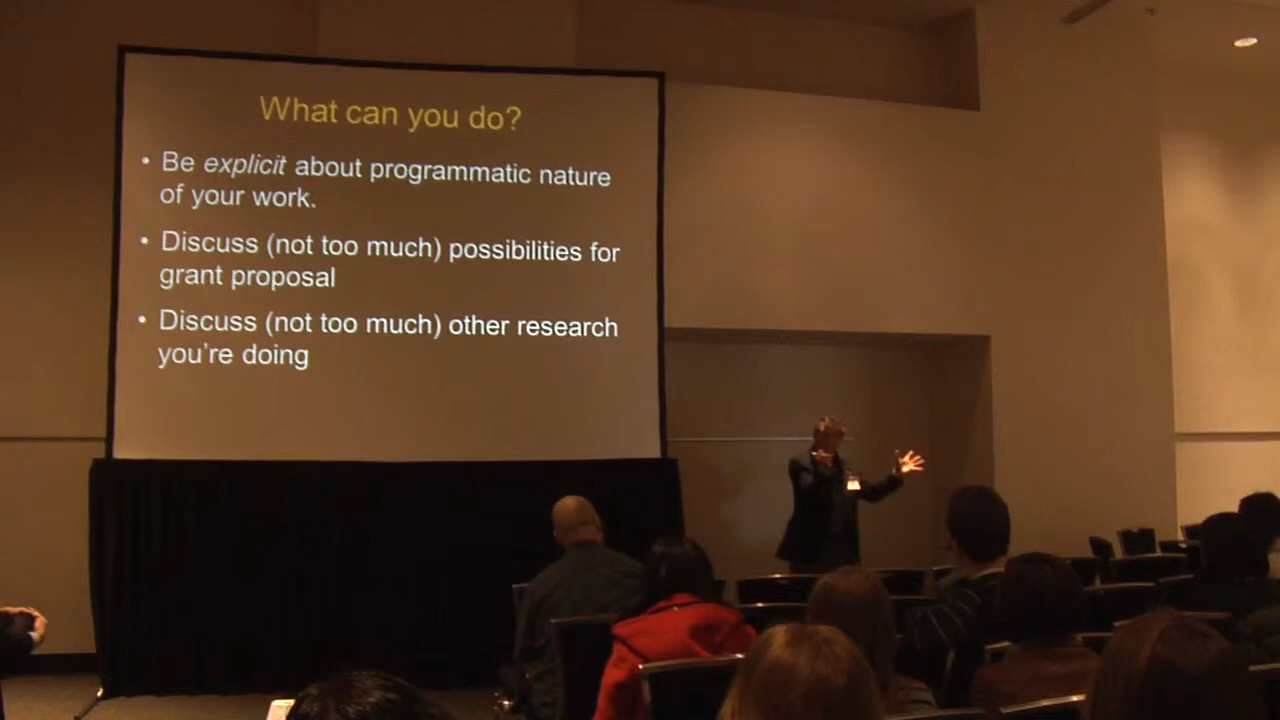 What can you do?
• Be explicit about programmatic nature
of your work.
• Discuss (not too much) possibilities for
grant proposal
• Discuss (not too much) other research
you're doing